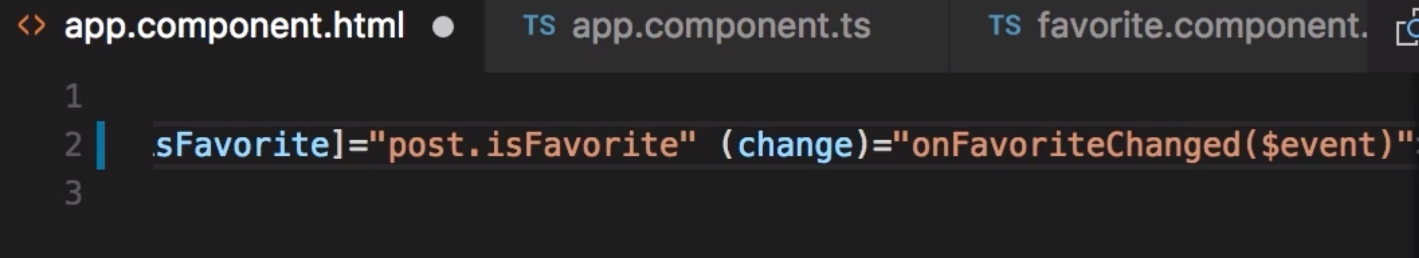 <> app.component.html ● TS app.component.ts TS favorite.component.
1
2 sFavorite]="post.isFavorite" (change)="onFavoriteChanged($event)"
3